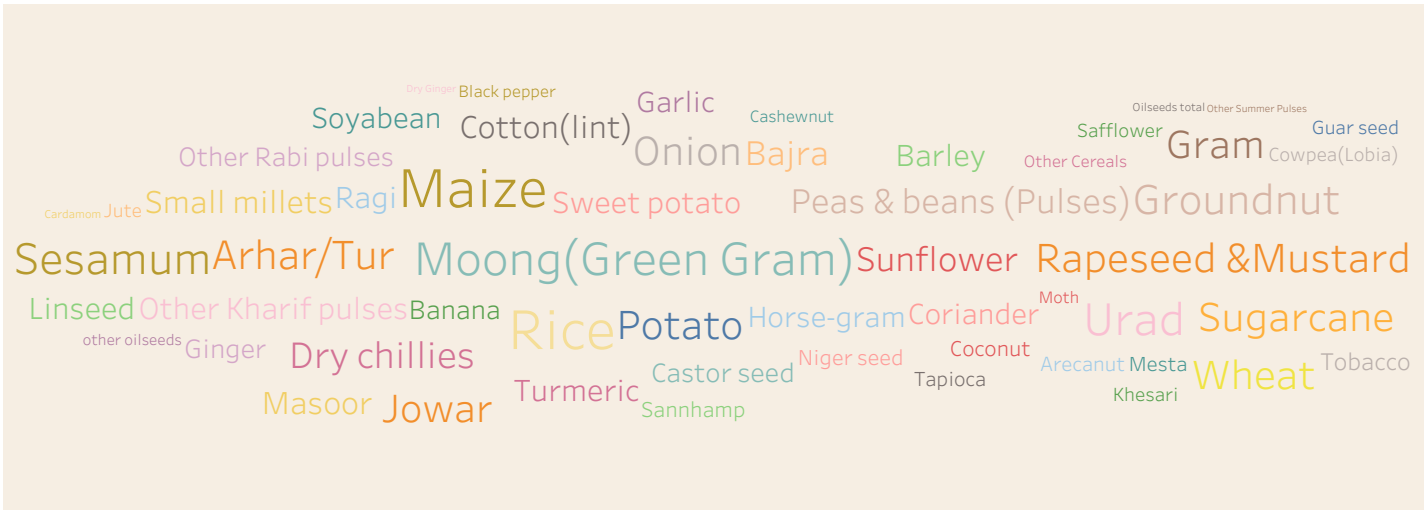 Dry Ginger Black pepper
Garlic
Soyabean Cotton(lint) Cashewnut Oilseeds total Other Summer Pulses
Safflower Guar seed
Other Rabi pulses Onion Bajra Barley Other Cereals Gram Cowpea(Lobia)
Cardamom Jute Small millets Ragi Maize Sweet potato Peas & beans (Pulses) Groundnut
Sesamum Arhar/Tur Moong(Green Gram) Sunflower Rapeseed &Mustard
Linseed Other Kharif pulses Banana Rice Potato Horse-gram Coriander Moth Urad Sugarcane
other oilseeds Ginger Dry chillies Castor seed Niger seed Coconut Arecanut Mesta Wheat Tobacco
Masoor Jowar Turmeric Sannhamp Tapioca Khesari